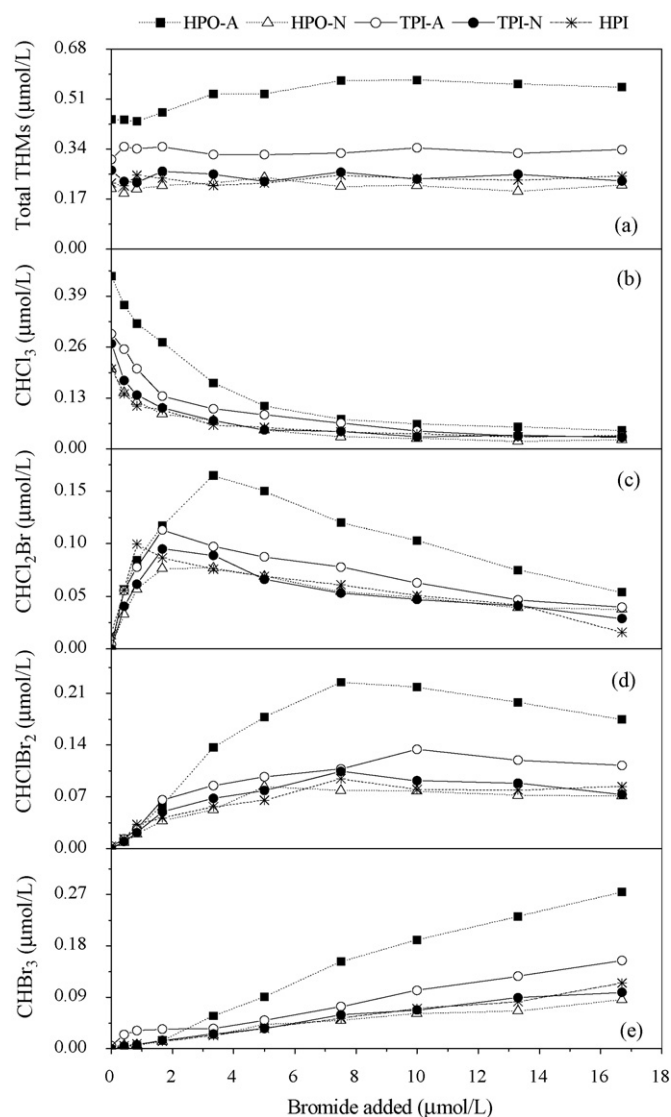 HPO-A HPO-N TPI-A TPI-N HPI
0.68
0.51
0.34
0.17
0.00
Total THMs (μmol/L)
(a)
0.39
0.26
0.13
0.00
CHCl₃ (μmol/L)
(b)
0.15
0.10
0.05
0.00
CHCl₂Br (μmol/L)
(c)
0.21
0.14
0.07
0.00
CHClBr₂ (μmol/L)
(d)
0.27
0.18
0.09
0.00
CHBr₃ (μmol/L)
(e)
0 2 4 6 8 10 12 14 16 18
Bromide added (μmol/L)